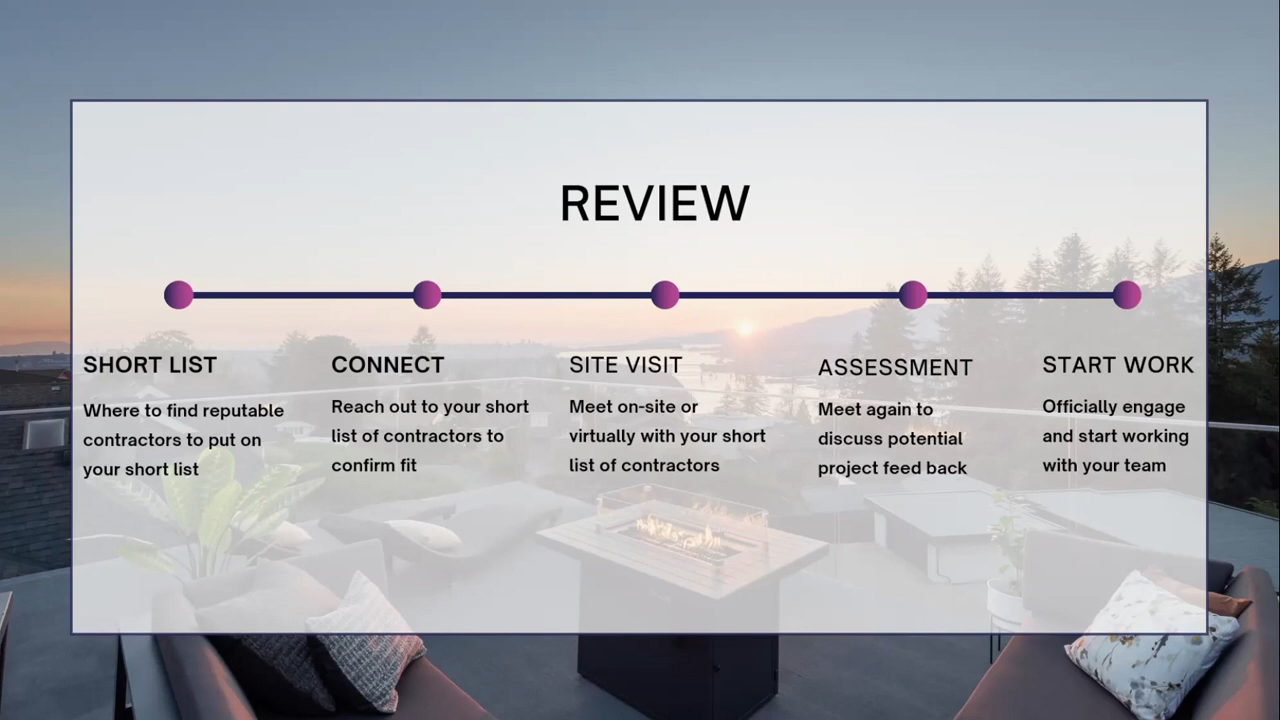 REVIEW
SHORT LIST
Where to find reputable
contractors to put on
your short list
CONNECT
Reach out to your short
list of contractors to
confirm fit
SITE VISIT
Meet on-site or
virtually with your short
list of contractors
ASSESSMENT
Meet again to
discuss potential
project feed back
START WORK
Officially engage
and start working
with your team